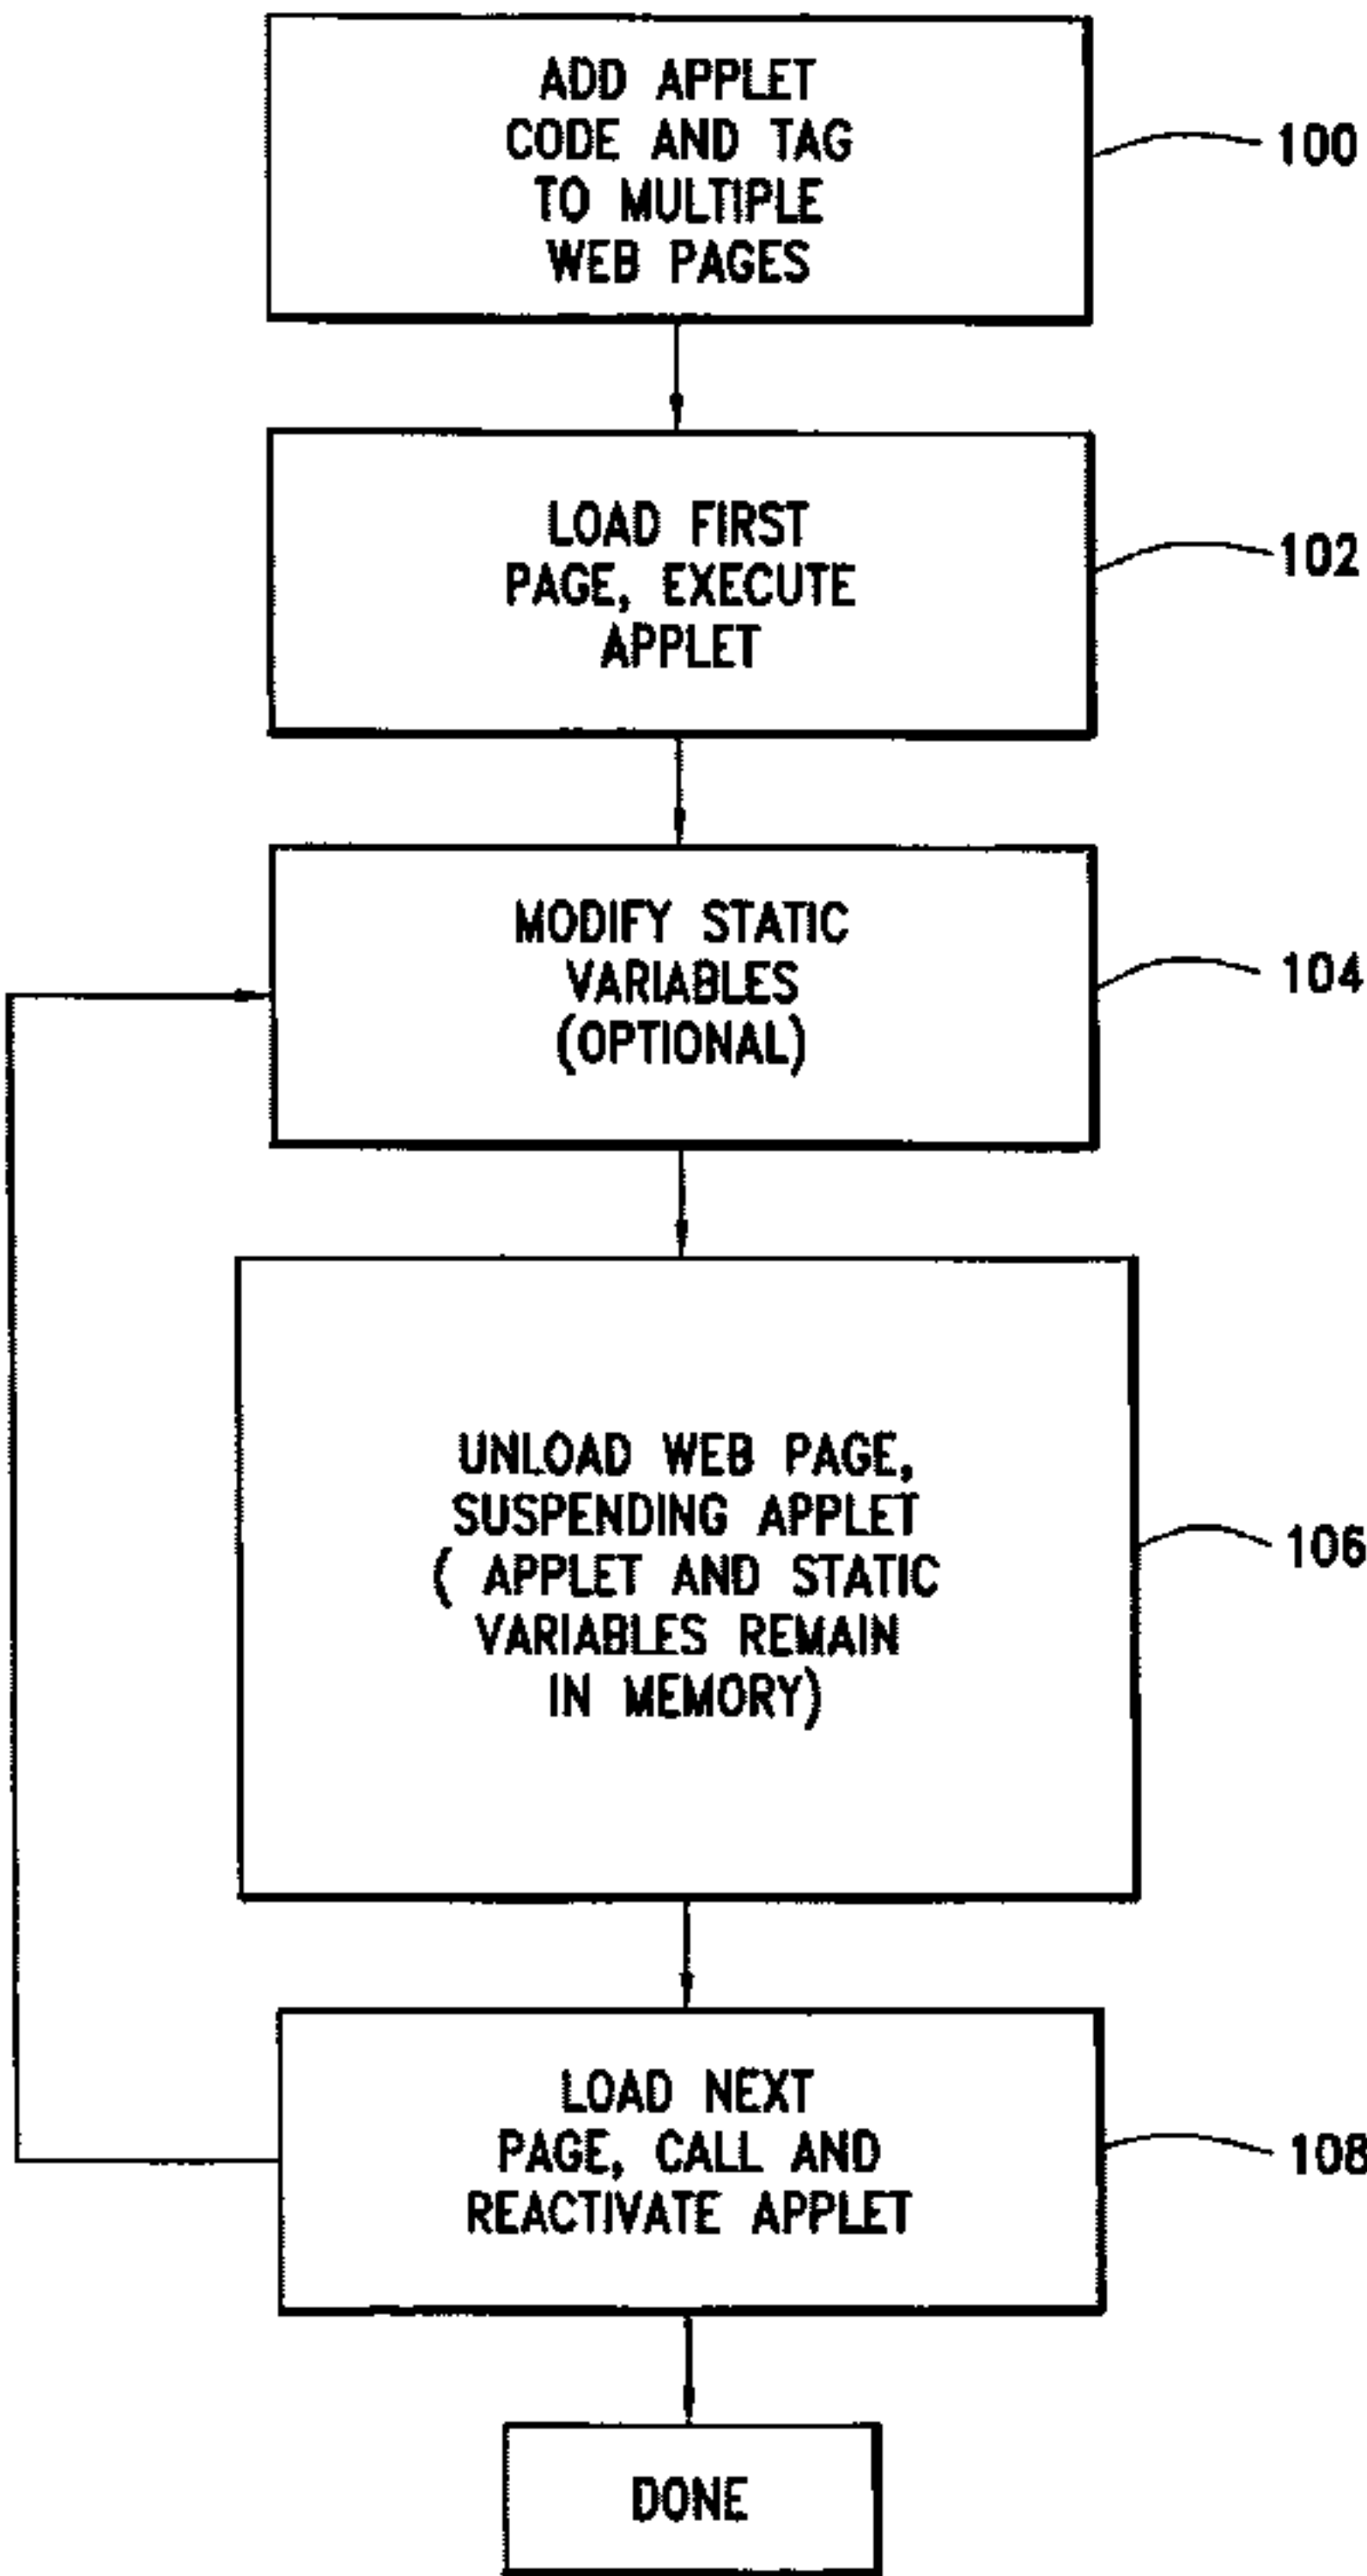 ADD APPLET
CODE AND TAG
TO MULTIPLE
WEB PAGES
100
LOAD FIRST
PAGE, EXECUTE
APPLET
102
MODIFY STATIC
VARIABLES
(OPTIONAL)
104
UNLOAD WEB PAGE,
SUSPENDING APPLET
( APPLET AND STATIC
VARIABLES REMAIN
IN MEMORY)
106
LOAD NEXT
PAGE, CALL AND
REACTIVATE APPLET
108
DONE